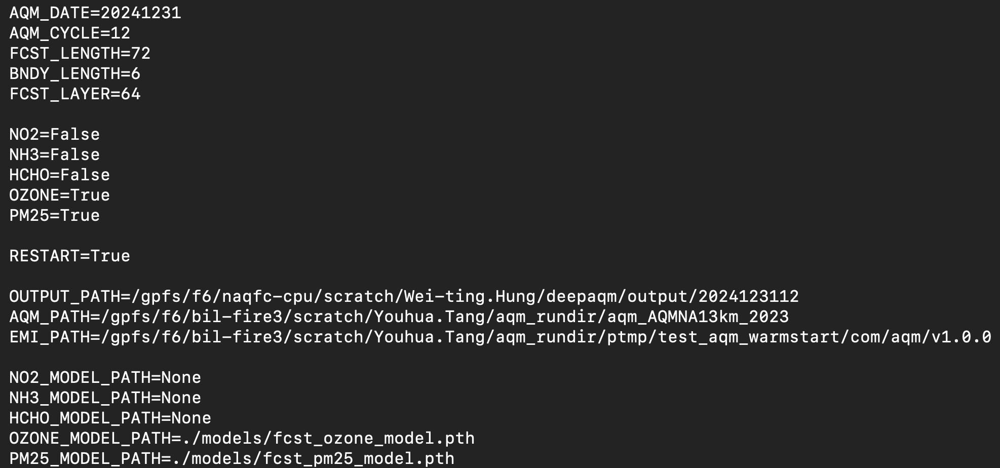 AQM_DATE=20241231
AQM_CYCLE=12
FCST_LENGTH=72
BNDY_LENGTH=6
FCST_LAYER=64
NO2=False
NH3=False
HCHO=False
OZONE=True
PM25=True
RESTART=True
OUTPUT_PATH=/gpfs/f6/naqfc-cpu/scratch/Wei-ting.Hung/deepaqm/output/2024123112
AQM_PATH=/gpfs/f6/bil-fire3/scratch/Youhua.Tang/aqm_rundir/aqm_AQMNA13km_2023
EMI_PATH=/gpfs/f6/bil-fire3/scratch/Youhua.Tang/aqm_rundir/ptmp/test_aqm_warmstart/com/aqm/v1.0.0
NO2_MODEL_PATH=None
NH3_MODEL_PATH=None
HCHO_MODEL_PATH=None
OZONE_MODEL_PATH=./models/fcst_ozone_model.pth
PM25_MODEL_PATH=./models/fcst_pm25_model.pth